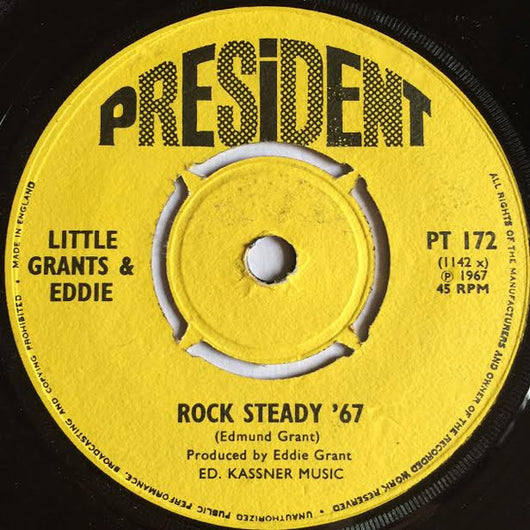 PRESiDENT
LITTLE
GRANTS &
EDDIE
PT 172
(1142 x)
Ⓟ 1967
45 RPM
ROCK STEADY '67
(Edmund Grant)
Produced by Eddie Grant
ED. KASSNER MUSIC
ALL RIGHTS OF THE MANUFACTURERS AND OWNER OF THE RECORDED WORK RESERVED • UNAUTHORIZED PUBLIC PERFORMANCE, BROADCASTING AND COPYING PROHIBITED • MADE IN ENGLAND